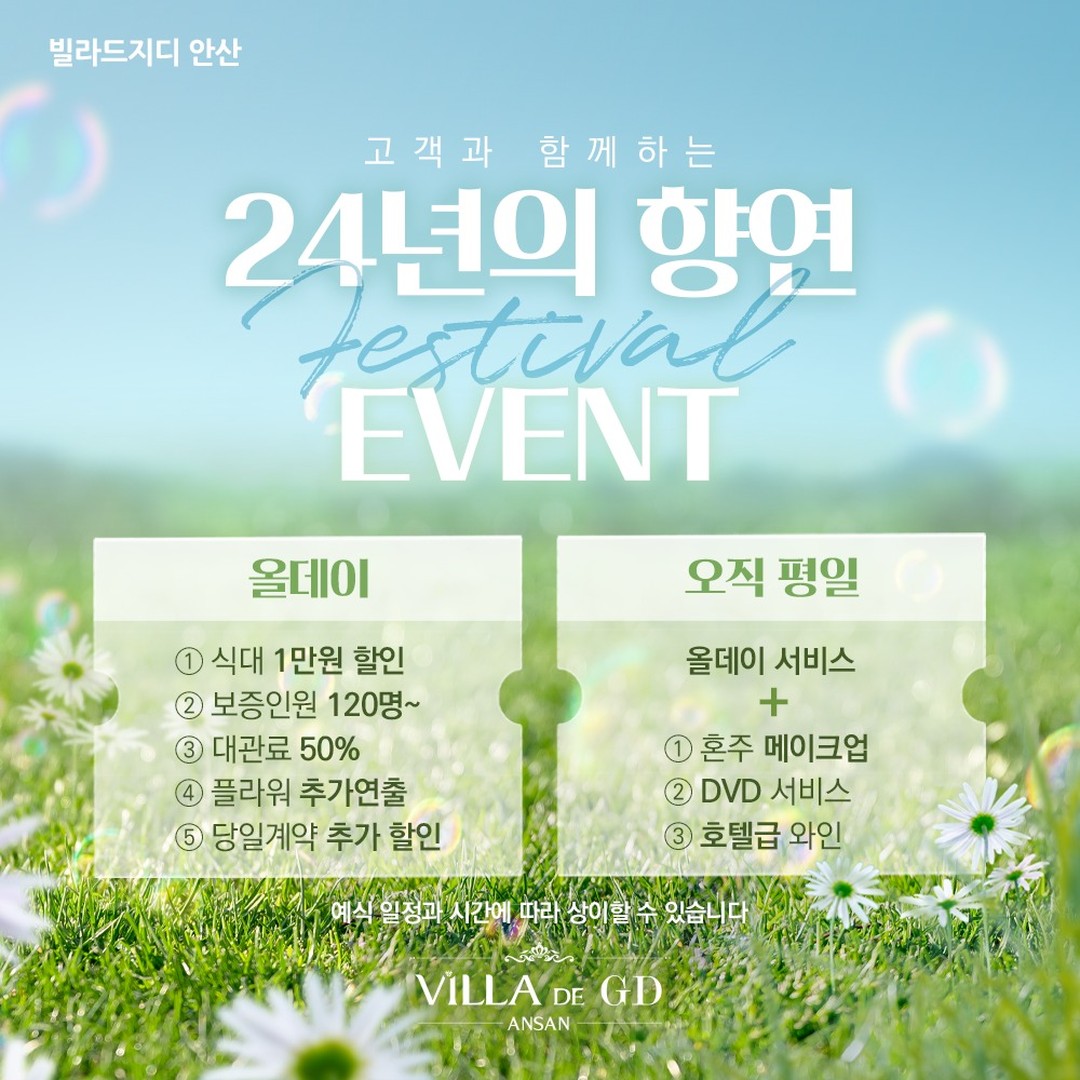 빌라드지디 안산
고객과 함께하는
24년의 향연
Festival
EVENT
올데이
① 식대 1만원 할인
② 보증인원 120명~
③ 대관료 50%
④ 플라워 추가연출
⑤ 당일계약 추가 할인
오직 평일
올데이 서비스
+
① 혼주 메이크업
② DVD 서비스
③ 호텔급 와인
예식 일정과 시간에 따라 상이할 수 있습니다
VILLA DE GD
ANSAN